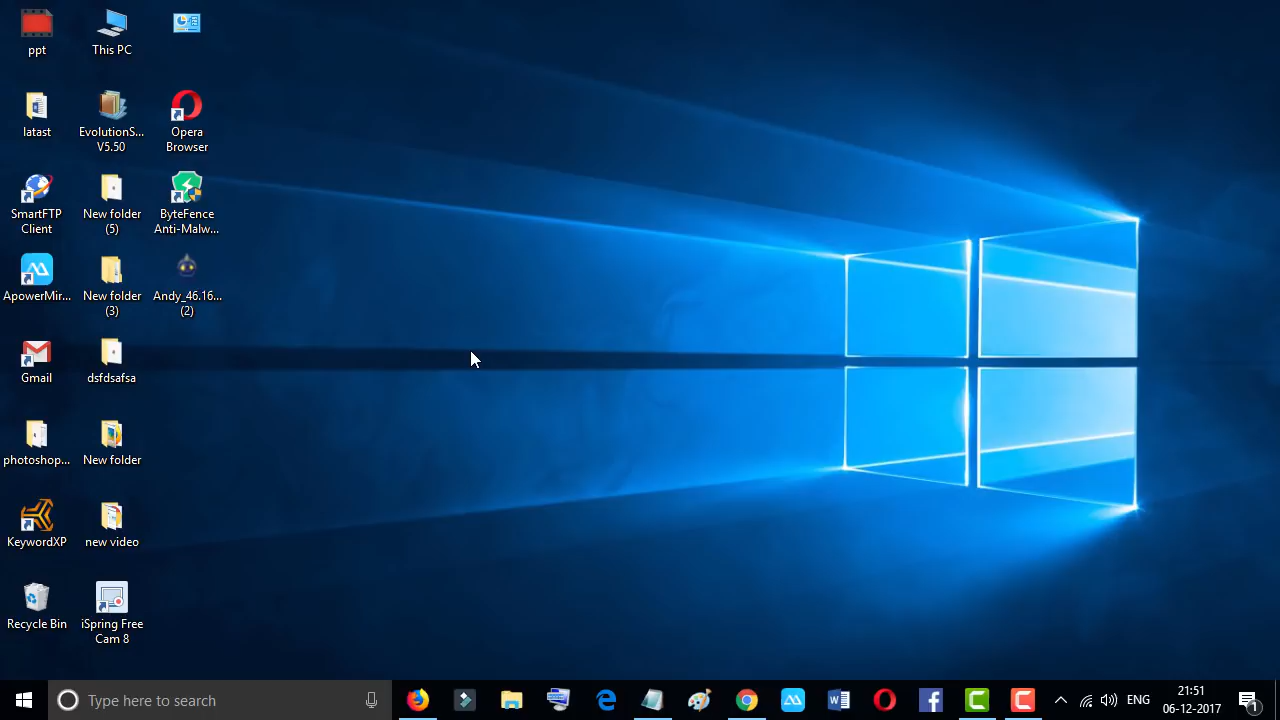 ppt
This PC
latast
EvolutionS...
V5.50
Opera
Browser
SmartFTP
Client
New folder
(5)
ByteFence
Anti-Malw...
ApowerMir...
New folder
(3)
Andy_46.16...
(2)
Gmail
dsfdsafsa
photoshop...
New folder
KeywordXP
new video
Recycle Bin
iSpring Free
Cam 8
Type here to search
ENG
21:51
06-12-2017
1